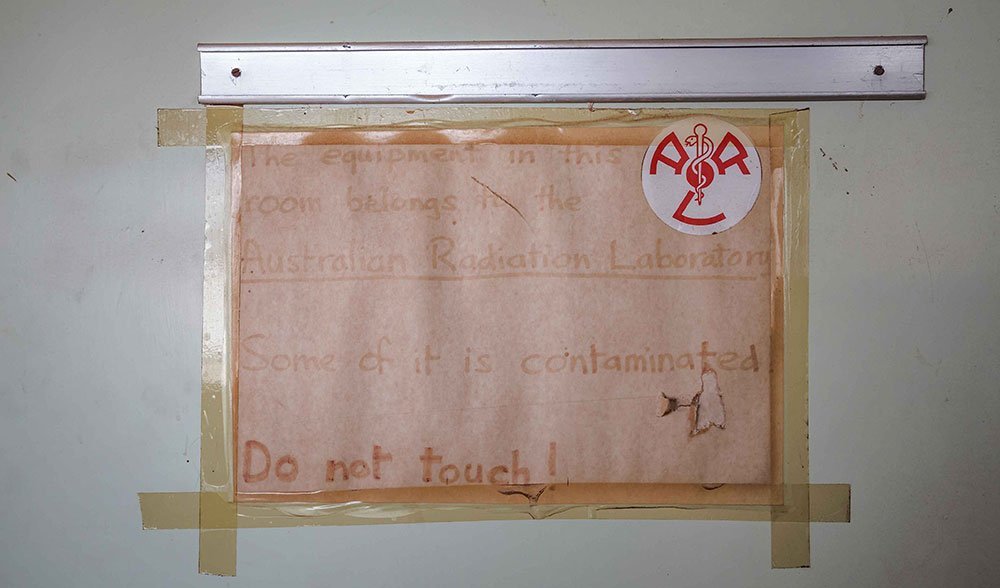 The equipment in this
room belongs to the
Australian Radiation Laboratory
Some of it is contaminated.
Do not touch!
ARL